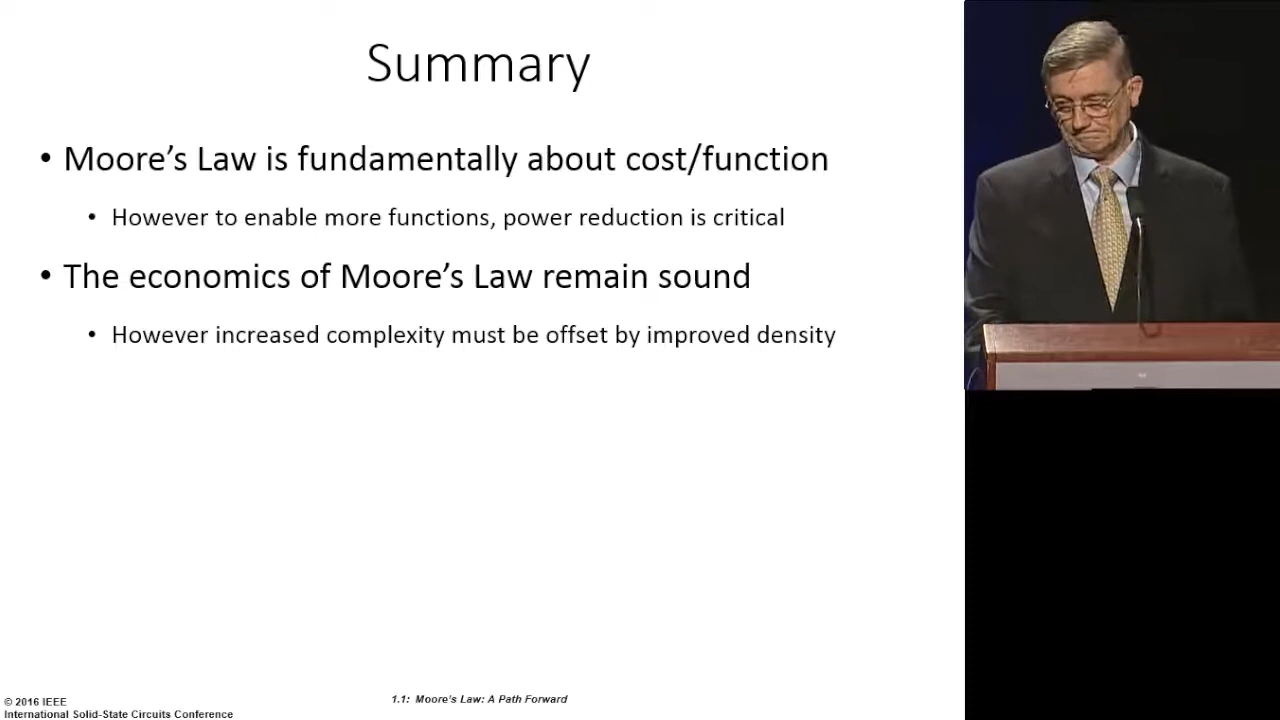 Summary
• Moore’s Law is fundamentally about cost/function
• However to enable more functions, power reduction is critical
• The economics of Moore’s Law remain sound
• However increased complexity must be offset by improved density
© 2016 IEEE
International Solid-State Circuits Conference
1.1: Moore’s Law: A Path Forward